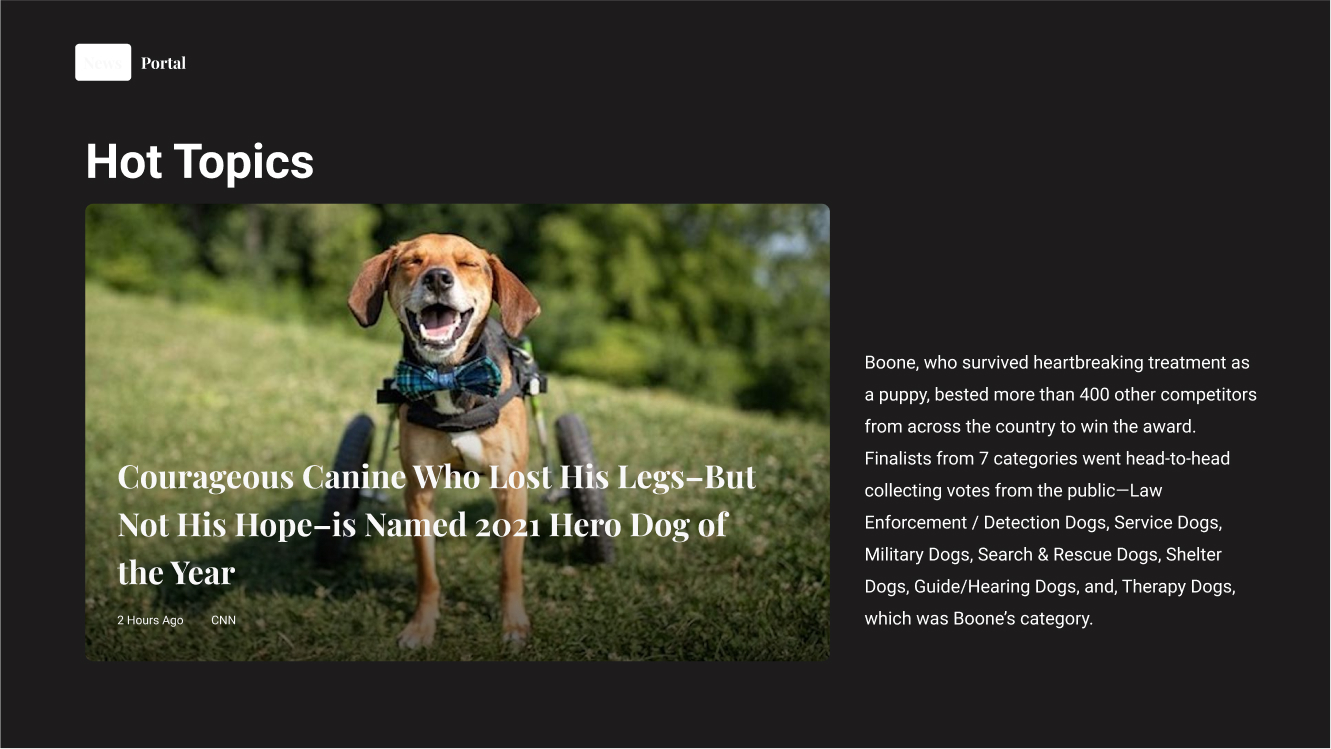 News Portal
Hot Topics
Courageous Canine Who Lost His Legs–But
Not His Hope–is Named 2021 Hero Dog of
the Year
2 Hours Ago CNN
Boone, who survived heartbreaking treatment as
a puppy, bested more than 400 other competitors
from across the country to win the award.
Finalists from 7 categories went head-to-head
collecting votes from the public—Law
Enforcement / Detection Dogs, Service Dogs,
Military Dogs, Search & Rescue Dogs, Shelter
Dogs, Guide/Hearing Dogs, and, Therapy Dogs,
which was Boone’s category.